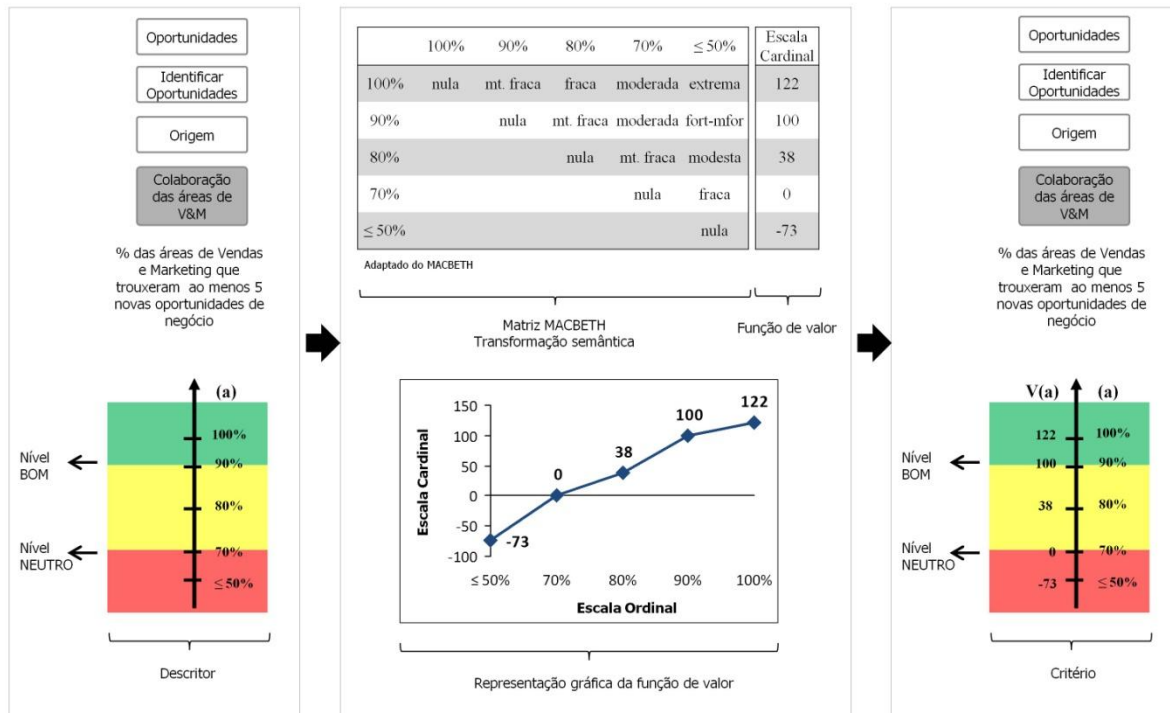 Oportunidades
Identificar
Oportunidades
Origem
Colaboração
das áreas de
V&M
% das áreas de Vendas
e Marketing que
trouxeram ao menos 5
novas oportunidades de
negócio
(a)
100%
Nível
BOM
90%
80%
Nível
NEUTRO
70%
≤ 50%
Descritor
100% 90% 80% 70% ≤ 50% Escala
Cardinal
100% nula mt. fraca fraca moderada extrema 122
90% nula mt. fraca moderada fort-mfor 100
80% nula mt. fraca modesta 38
70% nula fraca 0
≤ 50% nula -73
Adaptado do MACBETH
Matriz MACBETH
Transformação semântica
Função de valor
150
100
50
0
-50
-100
Escala Cardinal
-73
0
38
100
122
≤ 50% 70% 80% 90% 100%
Escala Ordinal
Representação gráfica da função de valor
Oportunidades
Identificar
Oportunidades
Origem
Colaboração
das áreas de
V&M
% das áreas de Vendas
e Marketing que
trouxeram ao menos 5
novas oportunidades de
negócio
V(a) (a)
122 100%
Nível
BOM
100 90%
38 80%
Nível
NEUTRO
0 70%
-73 ≤ 50%
Critério